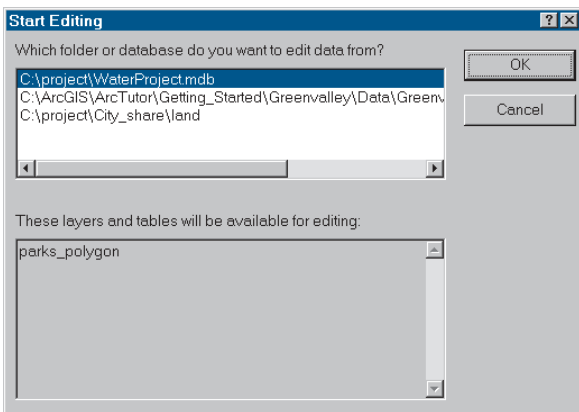 Start Editing
Which folder or database do you want to edit data from?
C:\project\WaterProject.mdb
C:\ArcGIS\ArcTutor\Getting_Started\Greenvalley\Data\Greenv
C:\project\City_share\land
OK
Cancel
These layers and tables will be available for editing:
parks_polygon